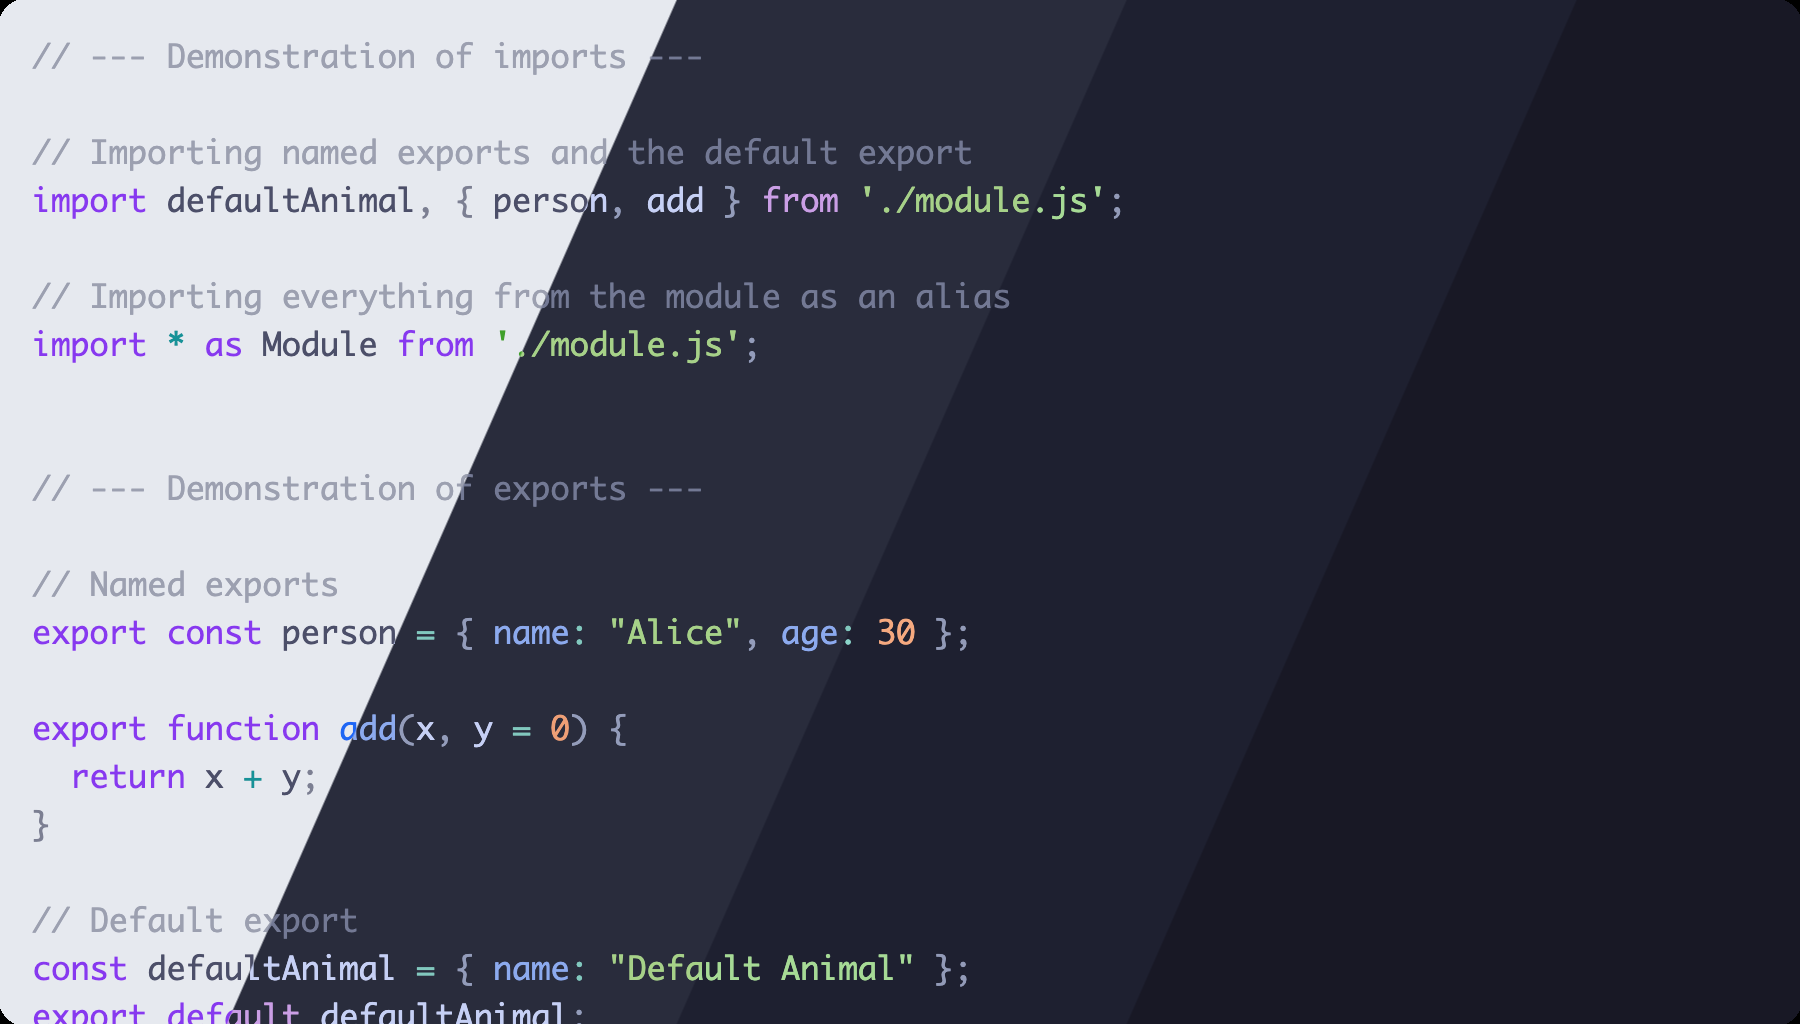 // --- Demonstration of imports ---
// Importing named exports and the default export
import defaultAnimal, { person, add } from './module.js';
// Importing everything from the module as an alias
import * as Module from './module.js';
// --- Demonstration of exports ---
// Named exports
export const person = { name: "Alice", age: 30 };
export function add(x, y = 0) {
  return x + y;
}
// Default export
const defaultAnimal = { name: "Default Animal" };
export default defaultAnimal;